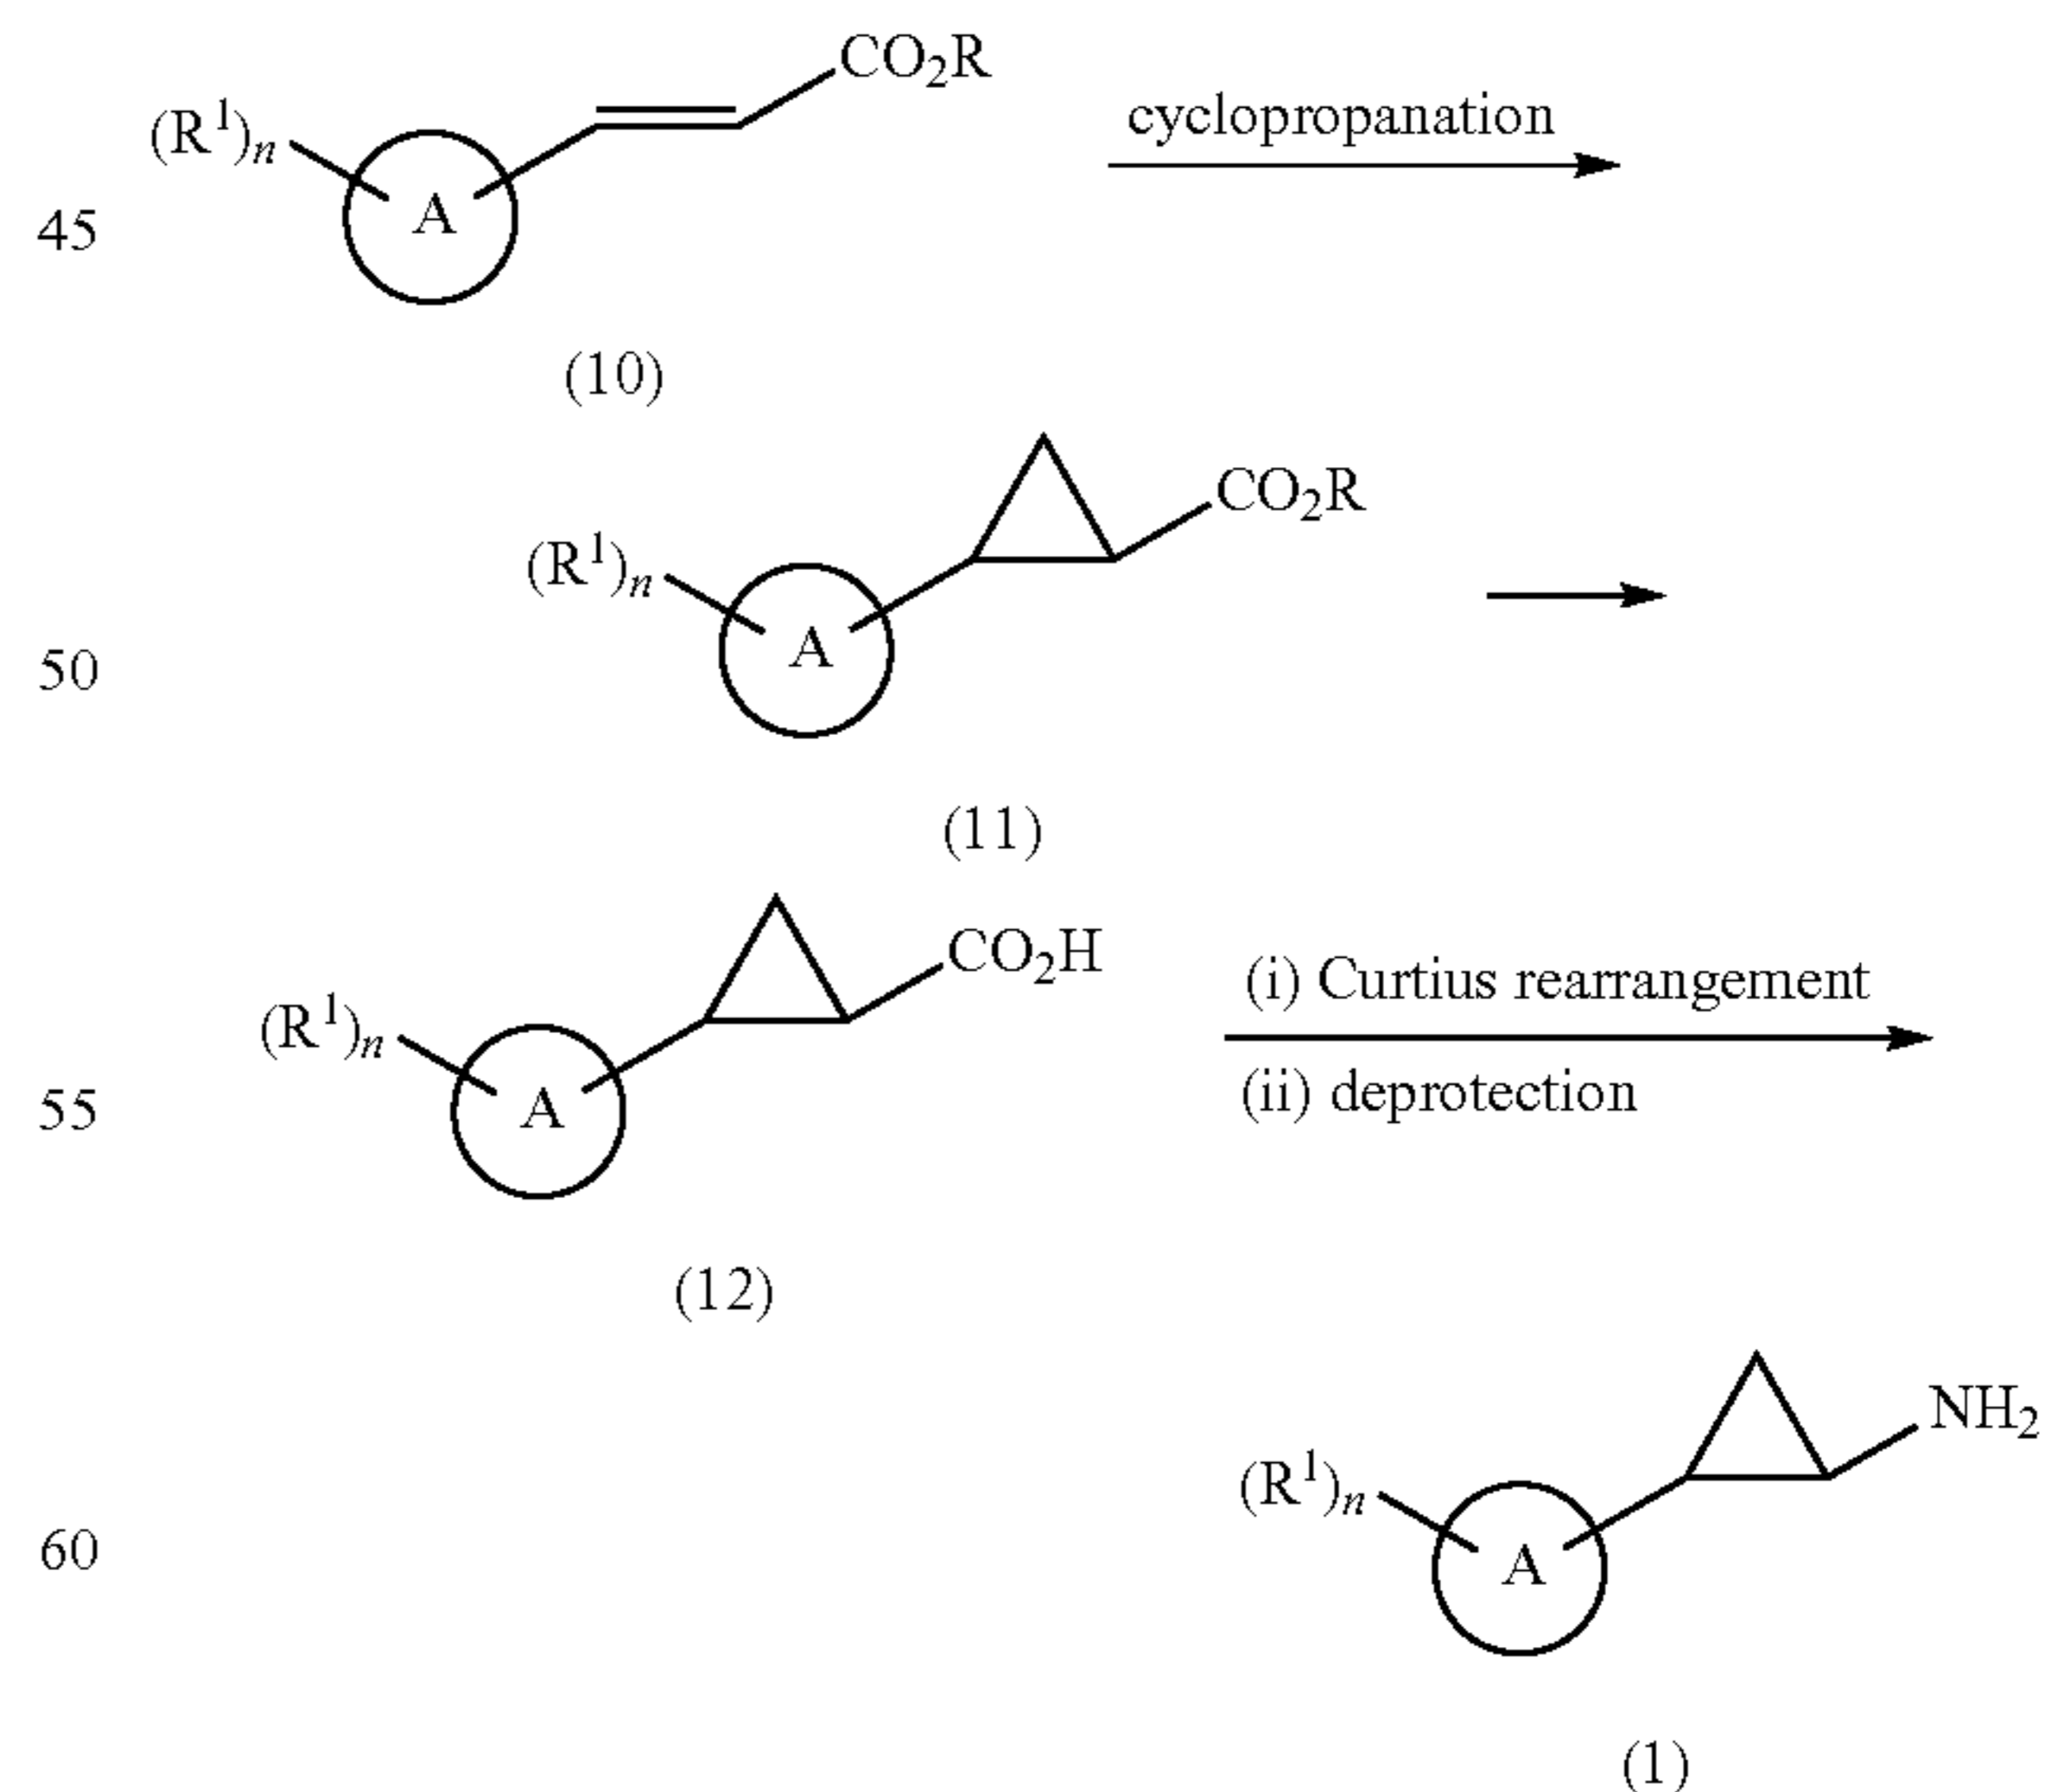 CO2R
(R1)n
cyclopropanation
A
45
(10)
CO2R
(R1)n
A
50
(11)
CO2H
(R1)n
(i) Curtius rearrangement
(ii) deprotection
A
55
(12)
NH2
(R1)n
60
A
(1)